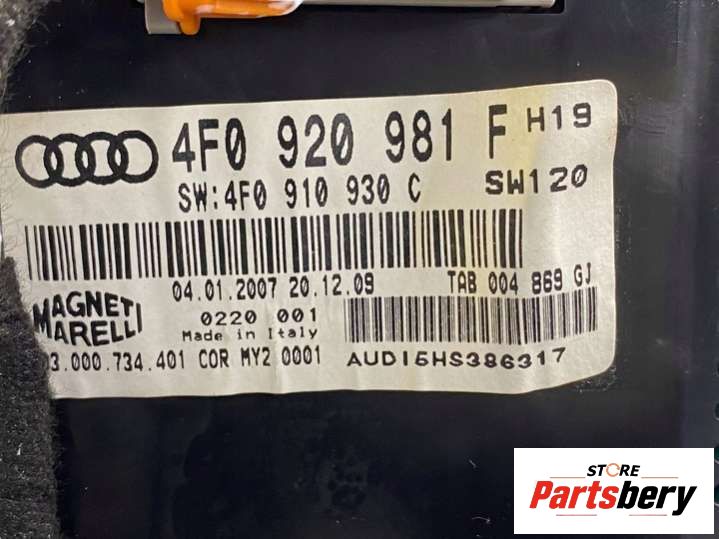 4F0 920 981 F H19
SW:4F0 910 930 C SW120
04.01.2007 20.12.09 TAB 004 869 GJ
MAGNETI
MARELLI
0220 001
Made in Italy
3.000.734.401 COR MY2 0001
AUDI5HS386317
STORE
Partsbery